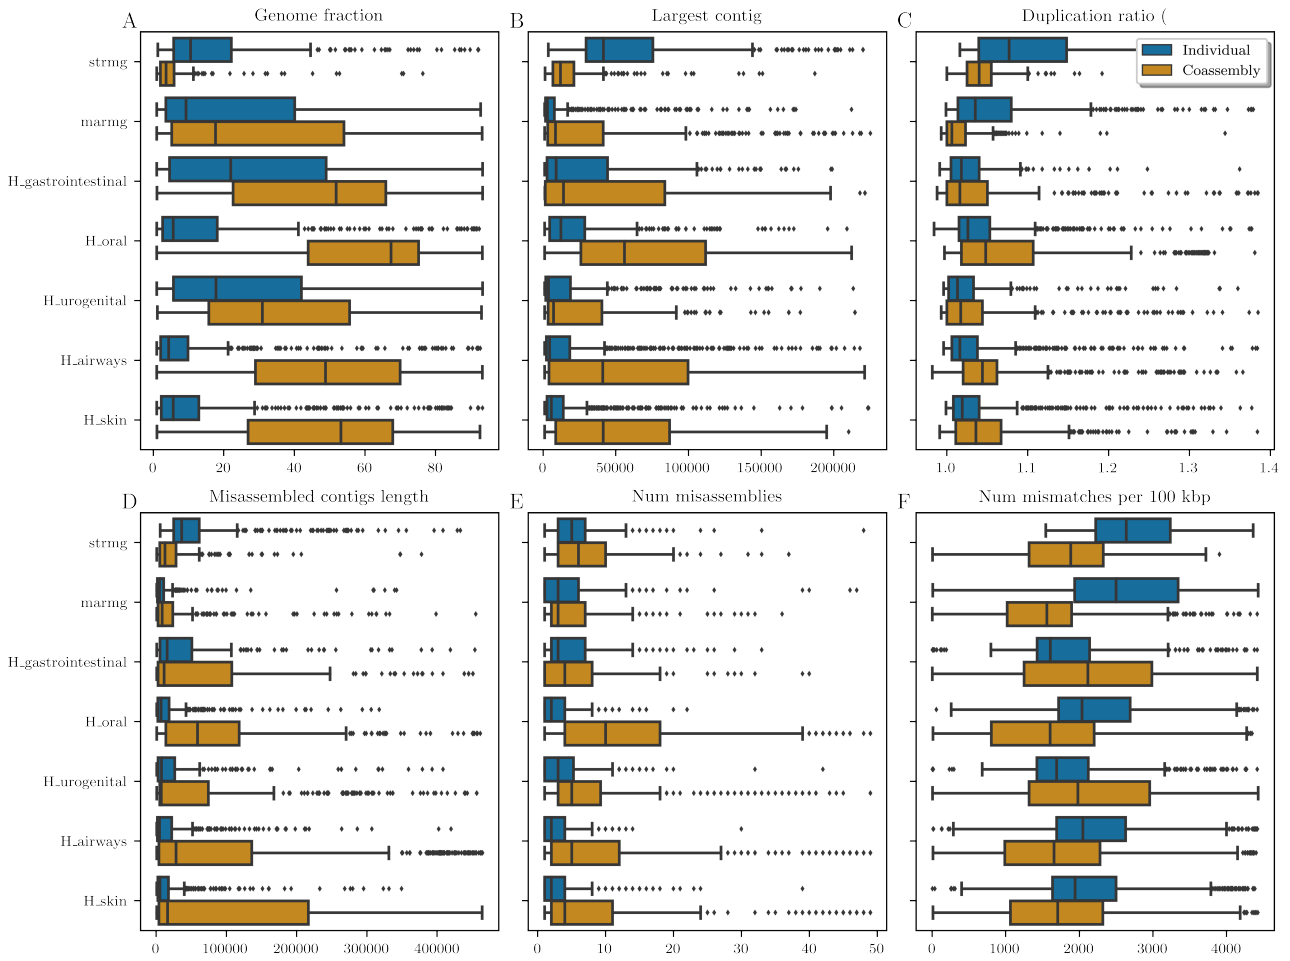 A Genome fraction
B Largest contig
C Duplication ratio (
Individual
Coassembly
strmg
marmg
H_gastrointestinal
H_oral
H_urogenital
H_airways
H_skin
0 20 40 60 80
0 50000 100000 150000 200000
1.0 1.1 1.2 1.3 1.4
D Misassembled contigs length
E Num misassemblies
F Num mismatches per 100 kbp
strmg
marmg
H_gastrointestinal
H_oral
H_urogenital
H_airways
H_skin
0 100000 200000 300000 400000
0 10 20 30 40 50
0 1000 2000 3000 4000